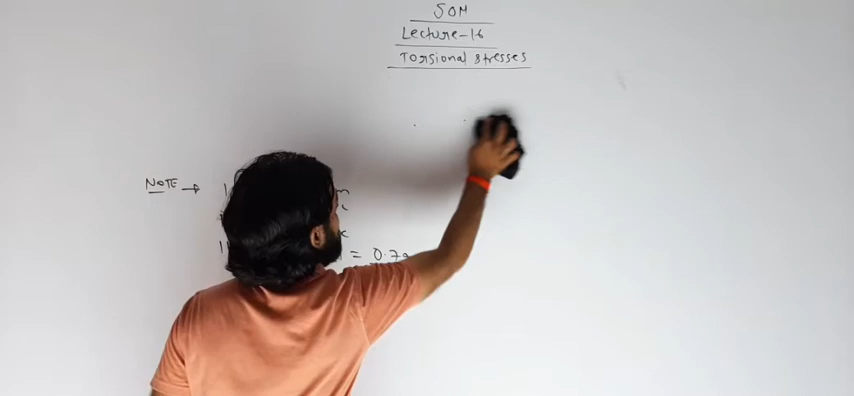 SOM
Lecture-16
Torsional stresses
NOTE →
= 0.7